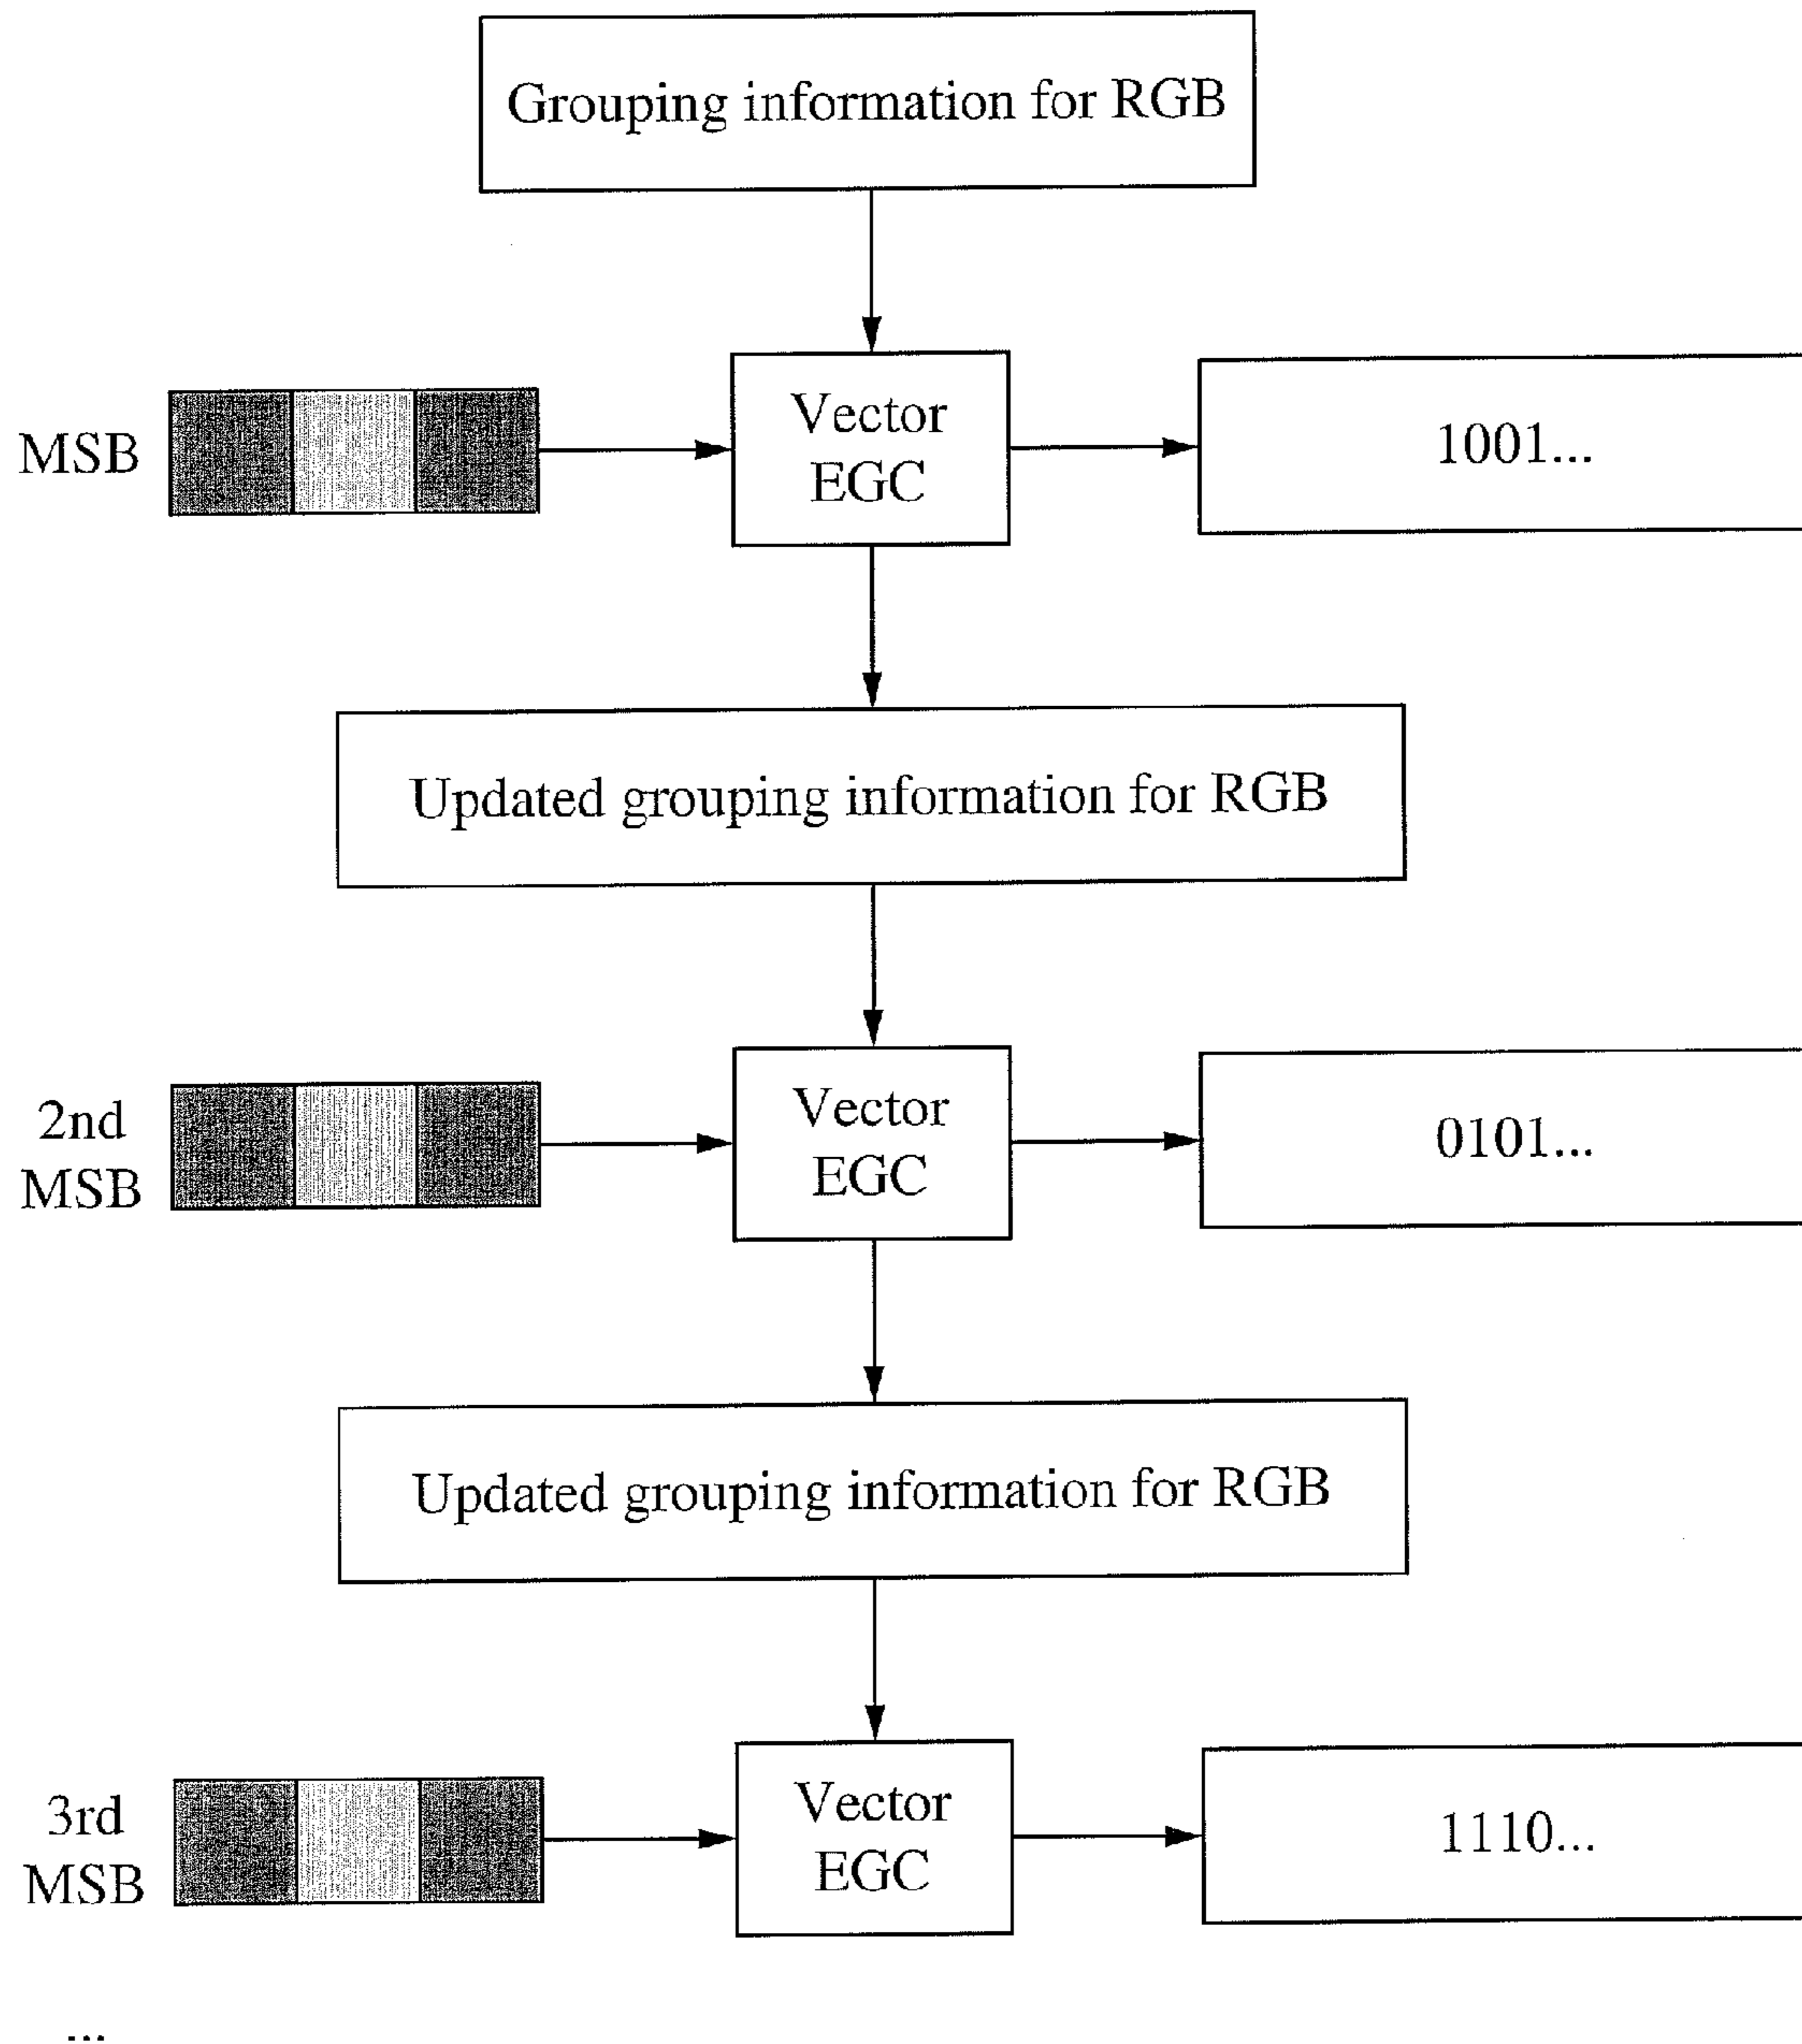 Grouping information for RGB
MSB
Vector
EGC
1001...
Updated grouping information for RGB
2nd
MSB
Vector
EGC
0101...
Updated grouping information for RGB
3rd
MSB
Vector
EGC
1110...
...